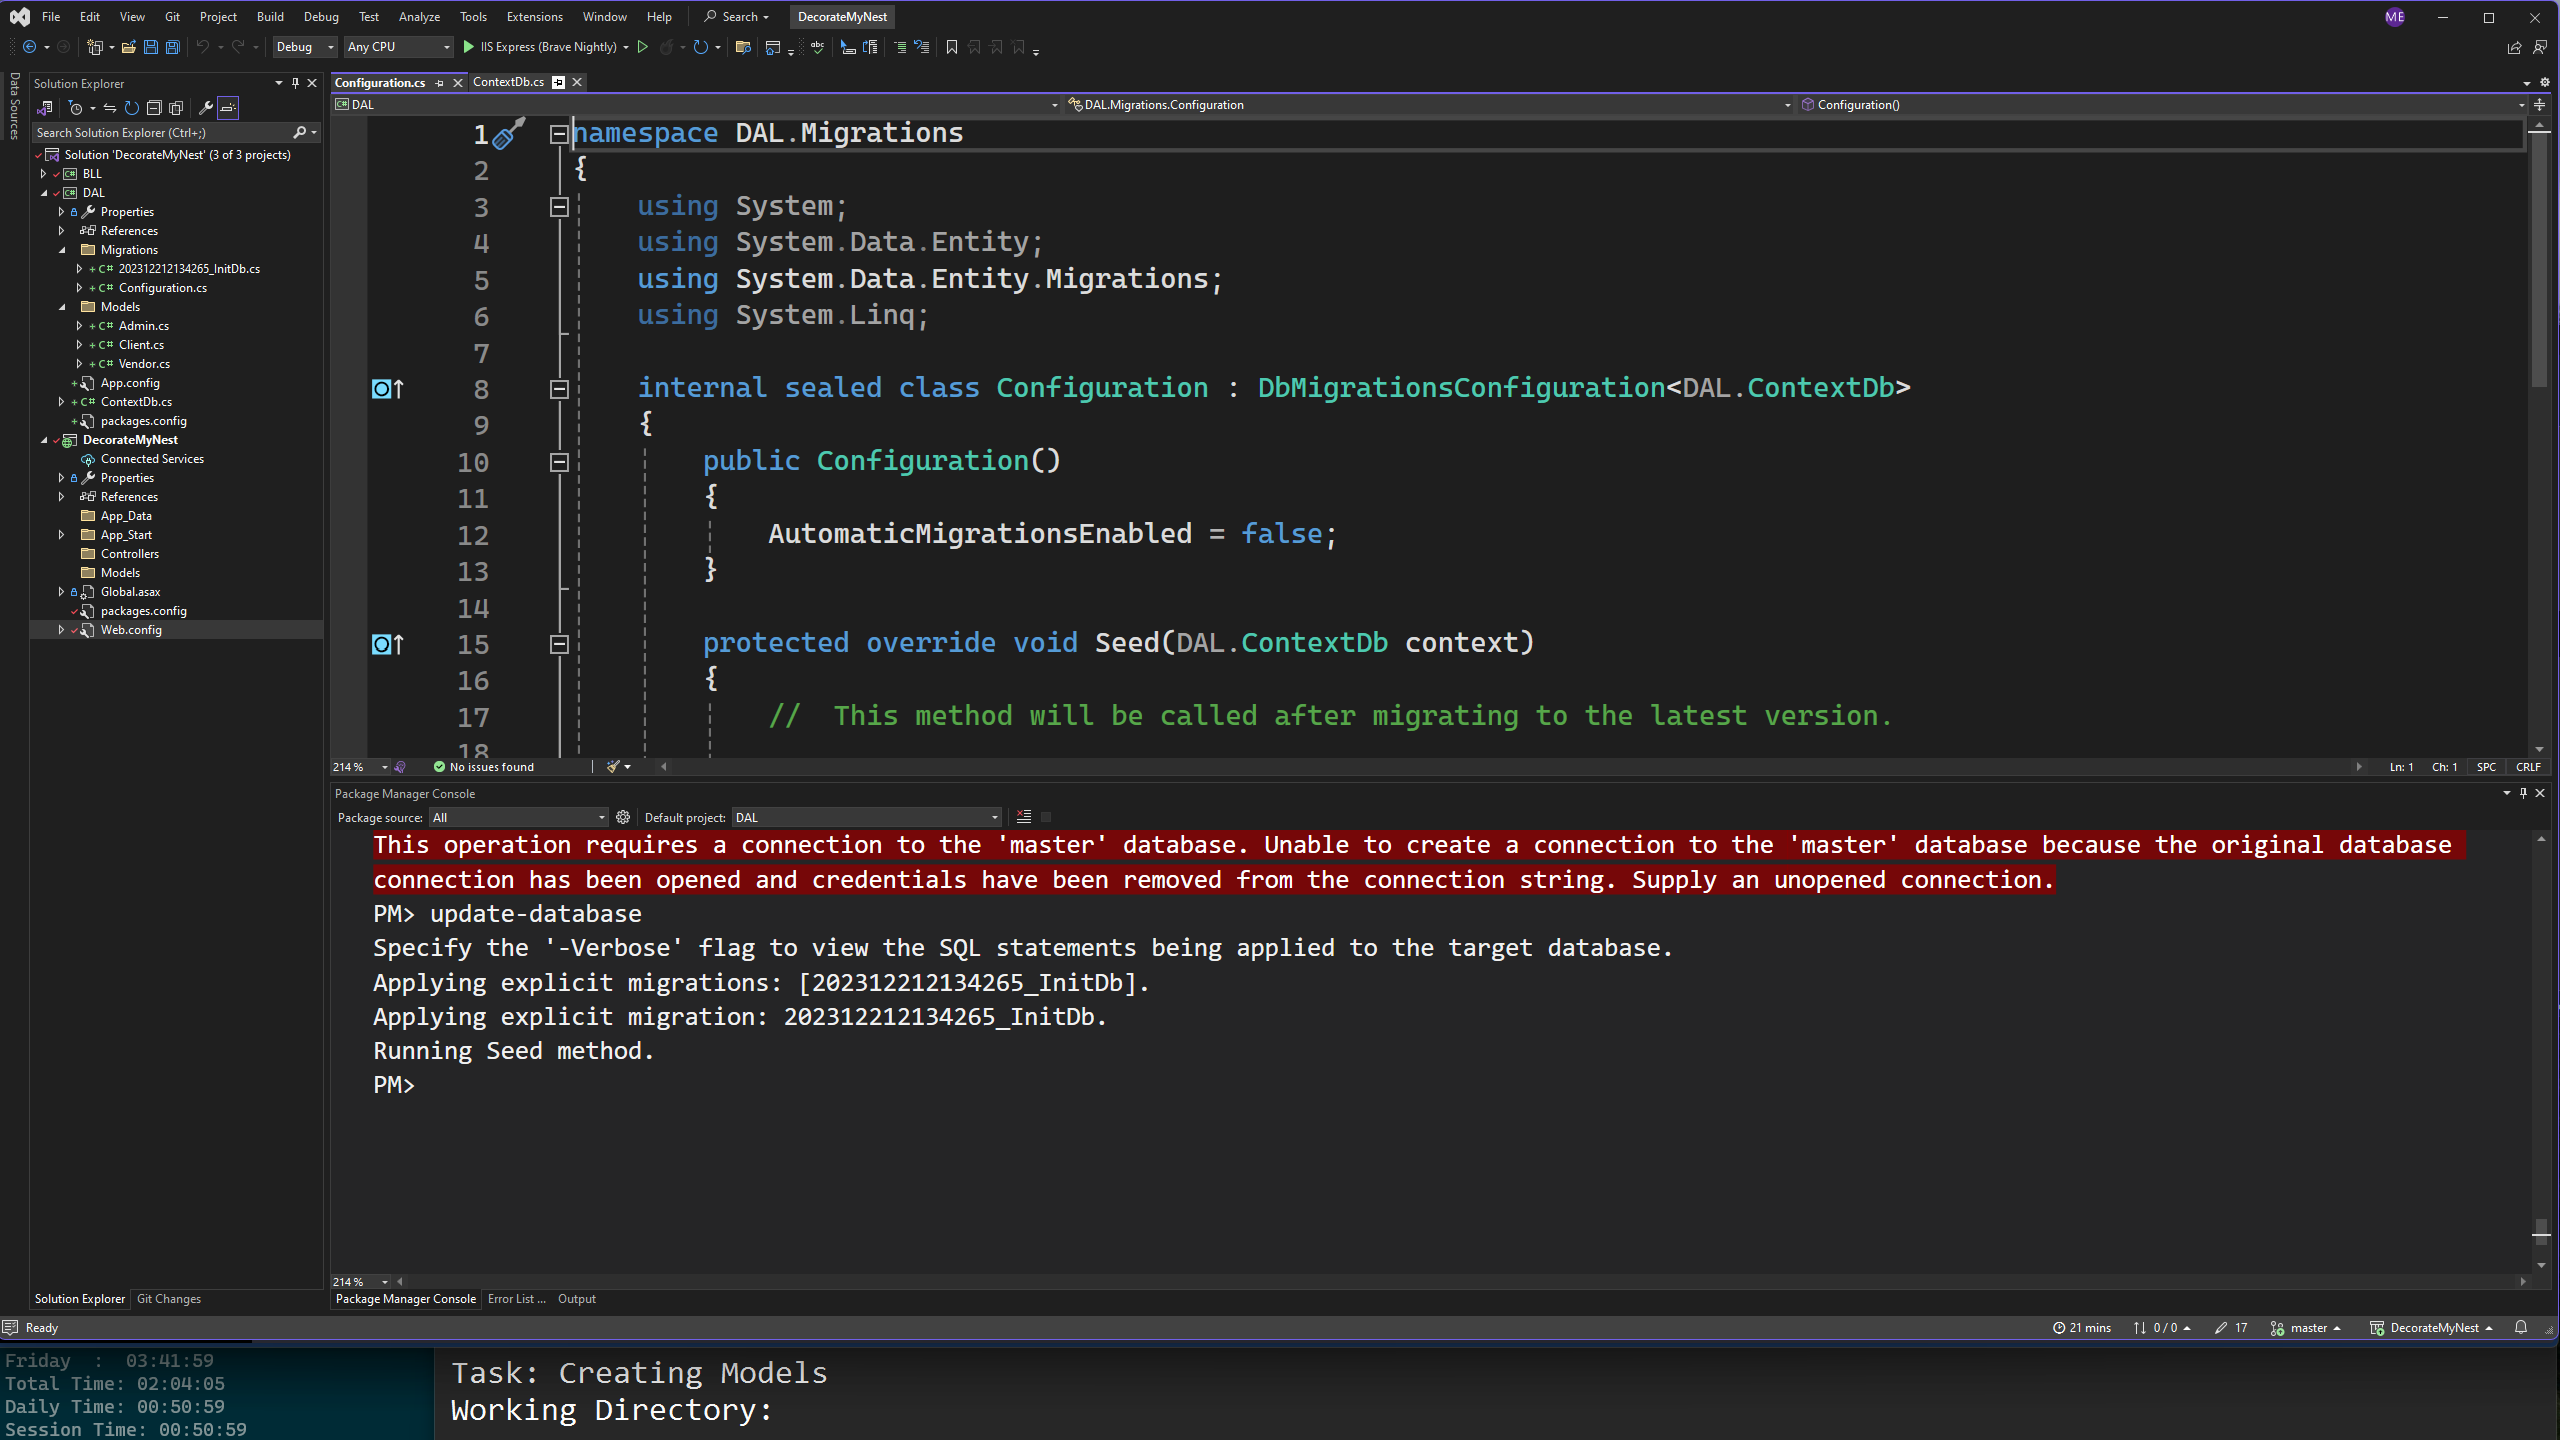 File Edit View Git Project Build Debug Test Analyze Tools Extensions Window Help Search DecorateMyNest ME
Debug Any CPU IIS Express (Brave Nightly)
Data Sources
Solution Explorer
Search Solution Explorer (Ctrl+;)
Solution 'DecorateMyNest' (3 of 3 projects)
BLL
DAL
Properties
References
Migrations
202312212134265_InitDb.cs
Configuration.cs
Models
Admin.cs
Client.cs
Vendor.cs
App.config
ContextDb.cs
packages.config
DecorateMyNest
Connected Services
Properties
References
App_Data
App_Start
Controllers
Models
Global.asax
packages.config
Web.config
Solution Explorer Git Changes
Configuration.cs ContextDb.cs
DAL DAL.Migrations.Configuration Configuration()
1 namespace DAL.Migrations
2 {
3 using System;
4 using System.Data.Entity;
5 using System.Data.Entity.Migrations;
6 using System.Linq;
7
8 internal sealed class Configuration : DbMigrationsConfiguration<DAL.ContextDb>
9 {
10 public Configuration()
11 {
12 AutomaticMigrationsEnabled = false;
13 }
14
15 protected override void Seed(DAL.ContextDb context)
16 {
17 //  This method will be called after migrating to the latest version.
18
214 % No issues found Ln: 1 Ch: 1 SPC CRLF
Package Manager Console
Package source: All Default project: DAL
This operation requires a connection to the 'master' database. Unable to create a connection to the 'master' database because the original database
connection has been opened and credentials have been removed from the connection string. Supply an unopened connection.
PM> update-database
Specify the '-Verbose' flag to view the SQL statements being applied to the target database.
Applying explicit migrations: [202312212134265_InitDb].
Applying explicit migration: 202312212134265_InitDb.
Running Seed method.
PM>
214 %
Package Manager Console Error List ... Output
Ready 21 mins 0 / 0 17 master DecorateMyNest
Friday  :  03:41:59
Total Time: 02:04:05
Daily Time: 00:50:59
Session Time: 00:50:59
Task: Creating Models
Working Directory: